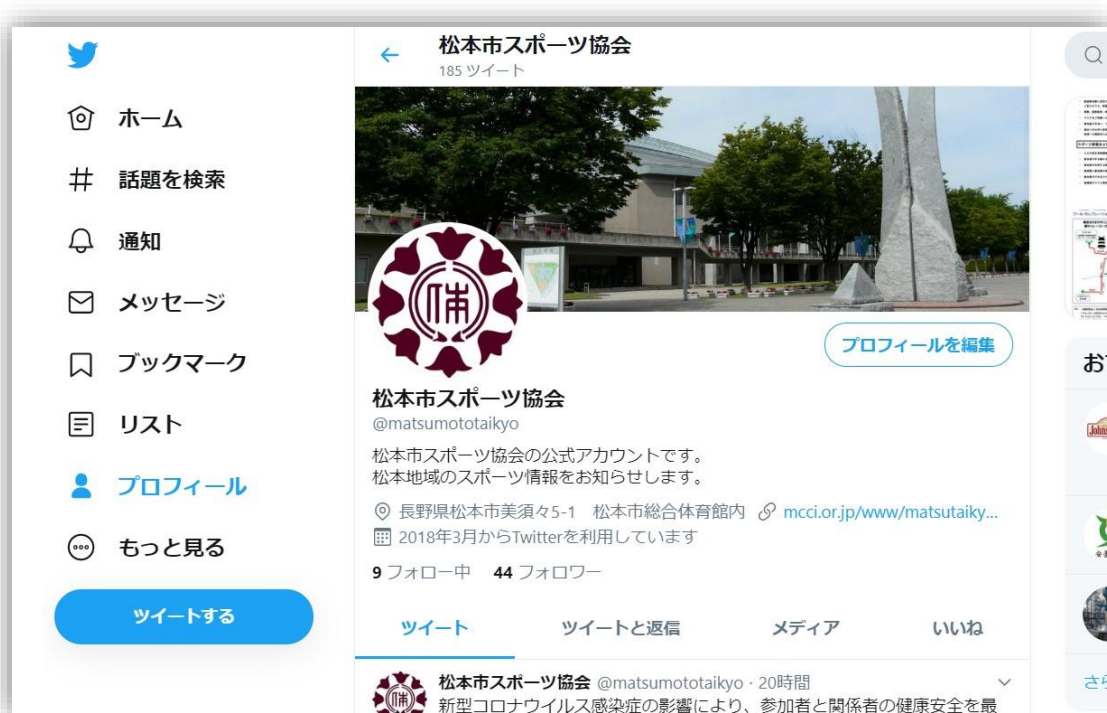 松本市スポーツ協会
185 ツイート
ホーム
話題を検索
通知
メッセージ
ブックマーク
リスト
プロフィール
もっと見る
ツイートする
プロフィールを編集
松本市スポーツ協会
@matsumototaikyo
松本市スポーツ協会の公式アカウントです。
松本地域のスポーツ情報をお知らせします。
長野県松本市美須々5-1 松本市総合体育館内 mcci.or.jp/www/matsutaiky...
2018年3月からTwitterを利用しています
9 フォロー中 44 フォロワー
ツイート ツイートと返信 メディア いいね
松本市スポーツ協会 @matsumototaikyo · 20時間
新型コロナウイルス感染症の影響により、参加者と関係者の健康安全を最